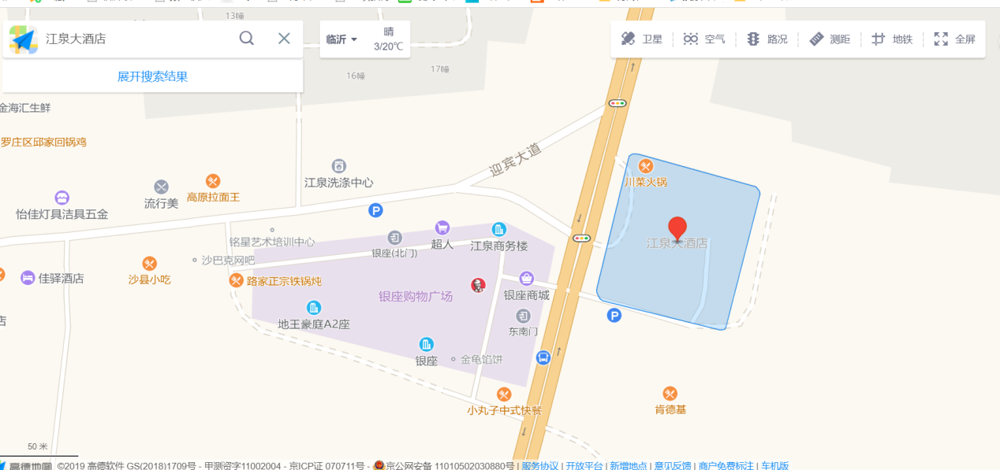 13幢
江泉大酒店
临沂
晴
3/20℃
卫星
空气
路况
测距
地铁
全屏
展开搜索结果
16幢
17幢
金海汇生鲜
罗庄区邱家回锅鸡
迎宾大道
川菜火锅
江泉洗涤中心
高原拉面王
流行美
怡佳灯具洁具五金
P
铭星艺术培训中心
超人
江泉商务楼
江泉大酒店
银座(北门)
沙巴克网吧
佳驿酒店
沙县小吃
路家正宗铁锅炖
银座购物广场
银座商城
P
店
地王豪庭A2座
东南门
银座
金龟馅饼
小丸子中式快餐
肯德基
50 米
高德地图
©2019 高德软件 GS(2018)1709号 - 甲测资字11002004 - 京ICP证 070711号 - 京公网安备 11010502030880号 | 服务协议 | 开放平台 | 新增地点 | 意见反馈 | 商户免费标注 | 车机版